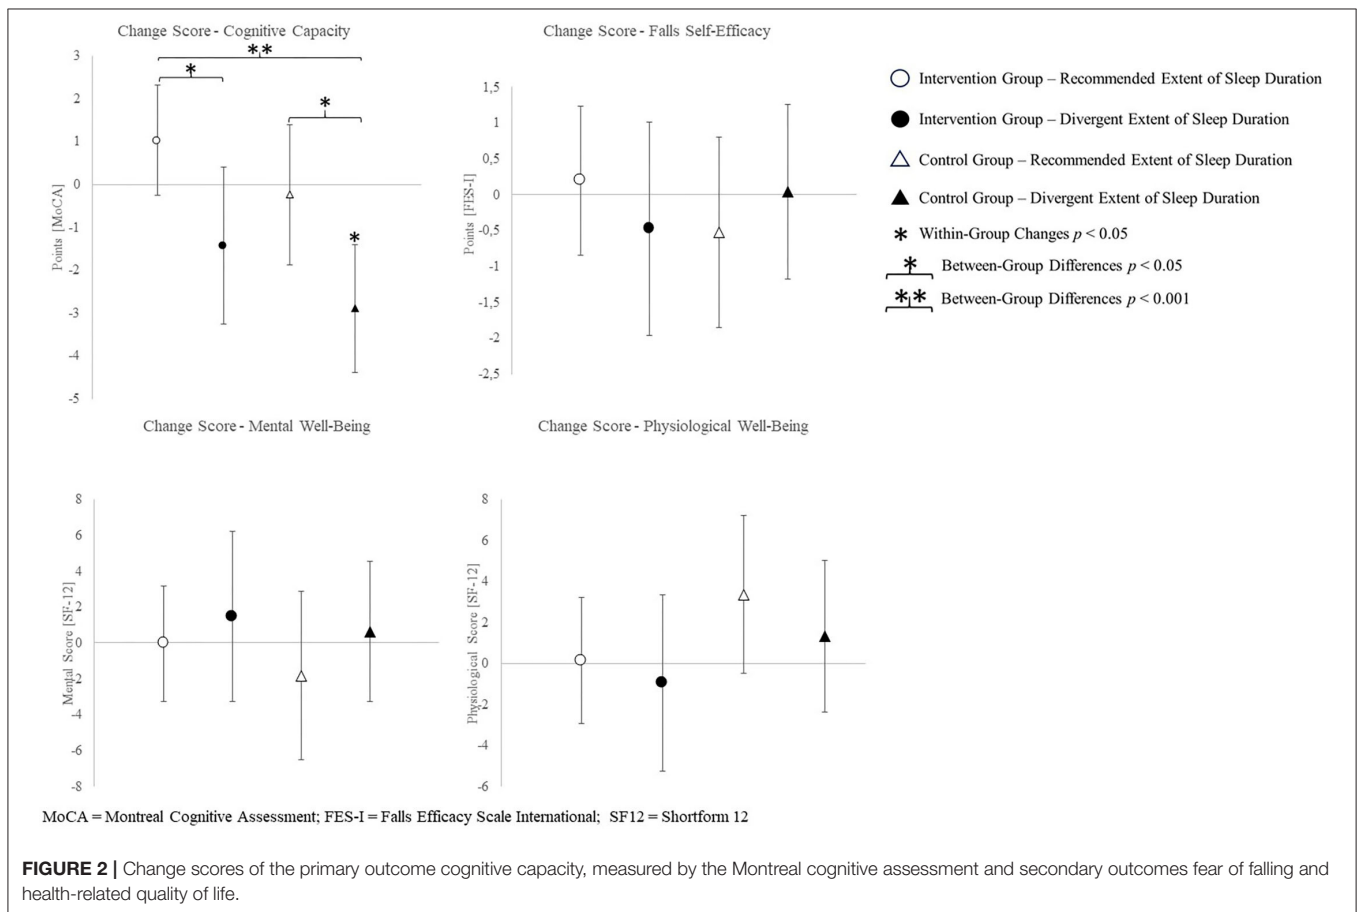 Change Score - Cognitive Capacity
**
3
*
2
*
1
0
-1
*
-2
-3
-4
-5
Points [MoCA]
Change Score - Falls Self-Efficacy
1,5
1
0,5
0
-0,5
-1
-1,5
-2
-2,5
Points [FES-I]
Intervention Group – Recommended Extent of Sleep Duration
Intervention Group – Divergent Extent of Sleep Duration
Control Group – Recommended Extent of Sleep Duration
Control Group – Divergent Extent of Sleep Duration
* Within-Group Changes p < 0.05
* Between-Group Differences p < 0.05
** Between-Group Differences p < 0.001
Change Score - Mental Well-Being
8
6
4
2
0
-2
-4
-6
-8
Mental Score [SF-12]
Change Score - Physiological Well-Being
8
6
4
2
0
-2
-4
-6
Physiological Score [SF-12]
MoCA = Montreal Cognitive Assessment; FES-I = Falls Efficacy Scale International; SF12 = Shortform 12
FIGURE 2 | Change scores of the primary outcome cognitive capacity, measured by the Montreal cognitive assessment and secondary outcomes fear of falling and
health-related quality of life.